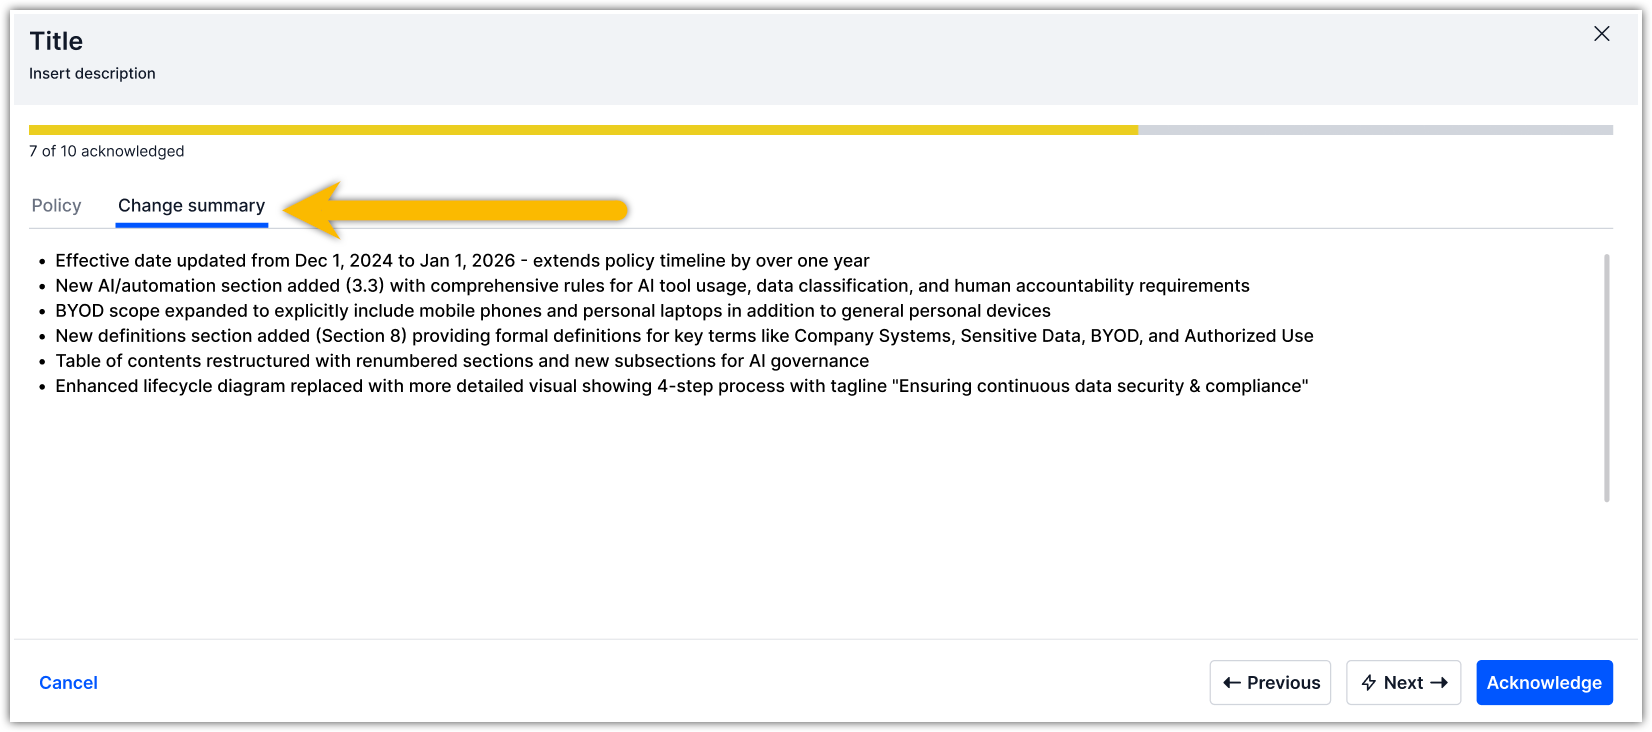 Title
Insert description
7 of 10 acknowledged
Policy Change summary
• Effective date updated from Dec 1, 2024 to Jan 1, 2026 - extends policy timeline by over one year
• New AI/automation section added (3.3) with comprehensive rules for AI tool usage, data classification, and human accountability requirements
• BYOD scope expanded to explicitly include mobile phones and personal laptops in addition to general personal devices
• New definitions section added (Section 8) providing formal definitions for key terms like Company Systems, Sensitive Data, BYOD, and Authorized Use
• Table of contents restructured with renumbered sections and new subsections for AI governance
• Enhanced lifecycle diagram replaced with more detailed visual showing 4-step process with tagline "Ensuring continuous data security & compliance"
Cancel ← Previous Next → Acknowledge